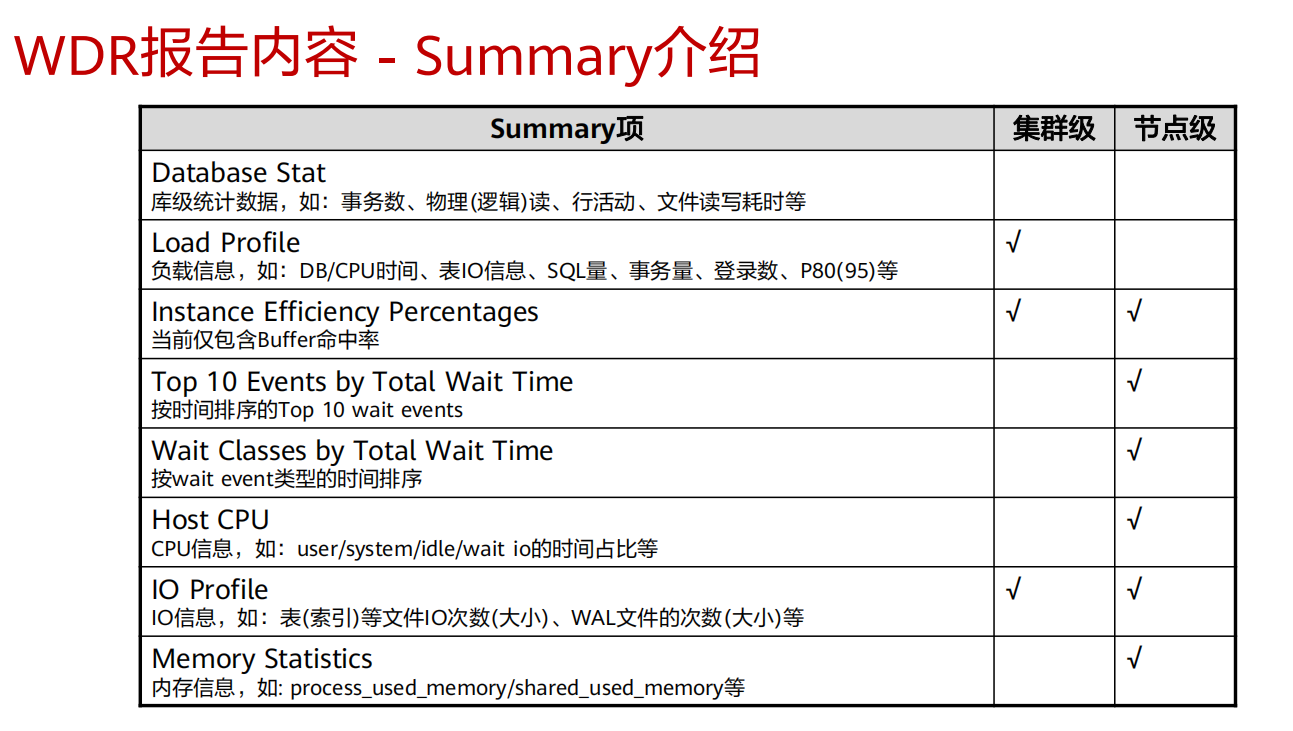 WDR报告内容 - Summary介绍
Summary项 集群级 节点级
Database Stat
库级统计数据，如：事务数、物理(逻辑)读、行活动、文件读写耗时等
Load Profile √
负载信息，如：DB/CPU时间、表IO信息、SQL量、事务量、登录数、P80(95)等
Instance Efficiency Percentages √ √
当前仅包含Buffer命中率
Top 10 Events by Total Wait Time √
按时间排序的Top 10 wait events
Wait Classes by Total Wait Time √
按wait event类型的时间排序
Host CPU √
CPU信息，如：user/system/idle/wait io的时间占比等
IO Profile √ √
IO信息，如：表(索引)等文件IO次数(大小)、WAL文件的次数(大小)等
Memory Statistics √
内存信息，如: process_used_memory/shared_used_memory等